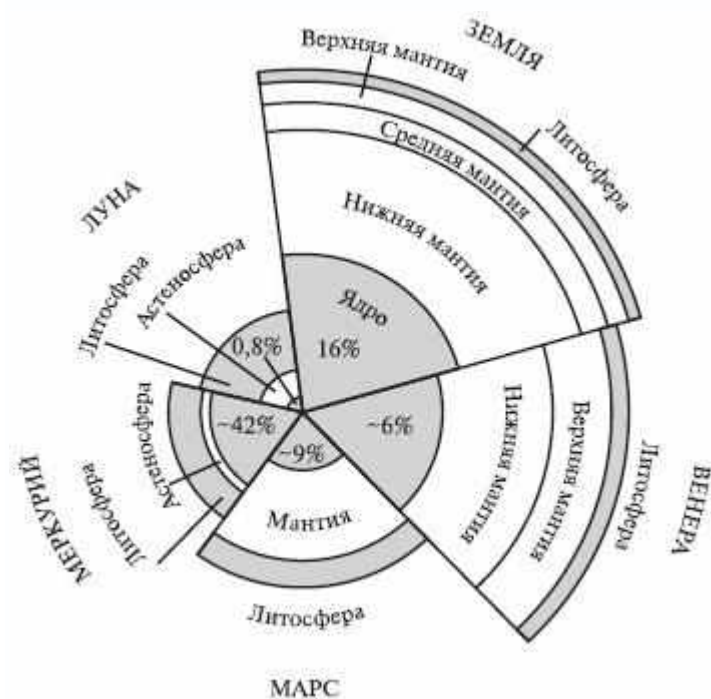 ЗЕМЛЯ
Верхняя мантия
Литосфера
Средняя мантия
Нижняя мантия
Ядро
16%
ЛУНА
Литосфера
Астеносфера
0,8%
ВЕНЕРА
Литосфера
Верхняя мантия
Нижняя мантия
~6%
МЕРКУРИЙ
Литосфера
Астеносфера
~42%
~9%
Мантия
Литосфера
МАРС